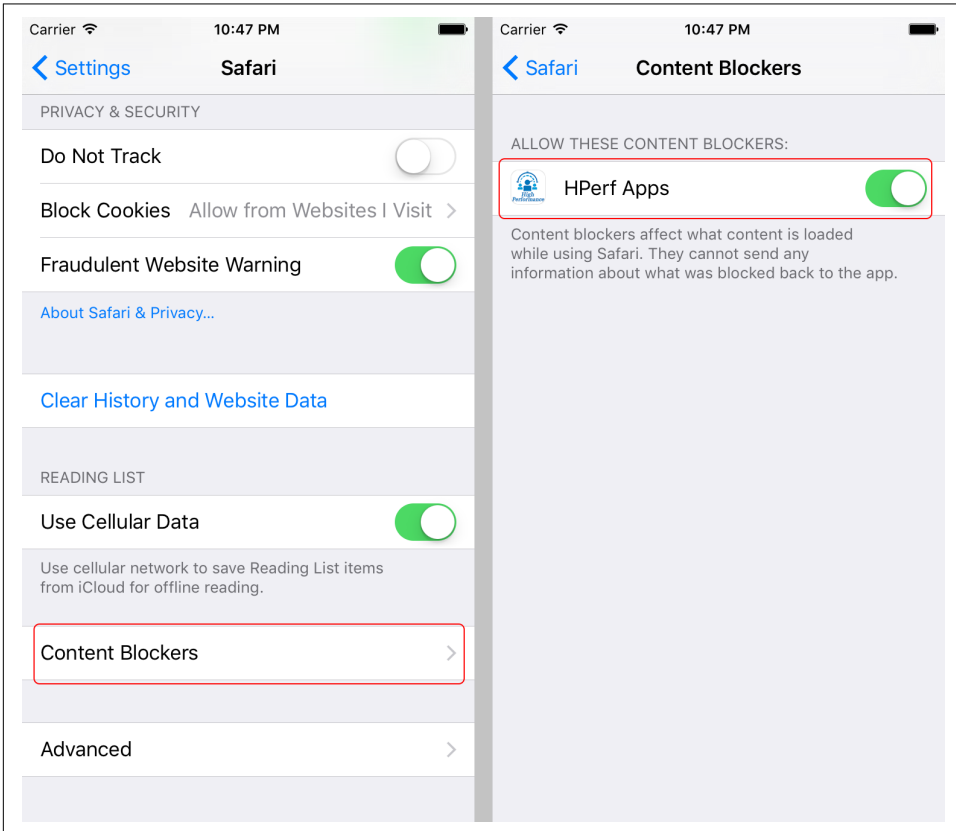 Carrier 10:47 PM
Settings Safari
PRIVACY & SECURITY
Do Not Track
Block Cookies Allow from Websites I Visit
Fraudulent Website Warning
About Safari & Privacy...
Clear History and Website Data
READING LIST
Use Cellular Data
Use cellular network to save Reading List items
from iCloud for offline reading.
Content Blockers
Advanced
Carrier 10:47 PM
Safari Content Blockers
ALLOW THESE CONTENT BLOCKERS:
High
Performance
HPerf Apps
Content blockers affect what content is loaded
while using Safari. They cannot send any
information about what was blocked back to the app.